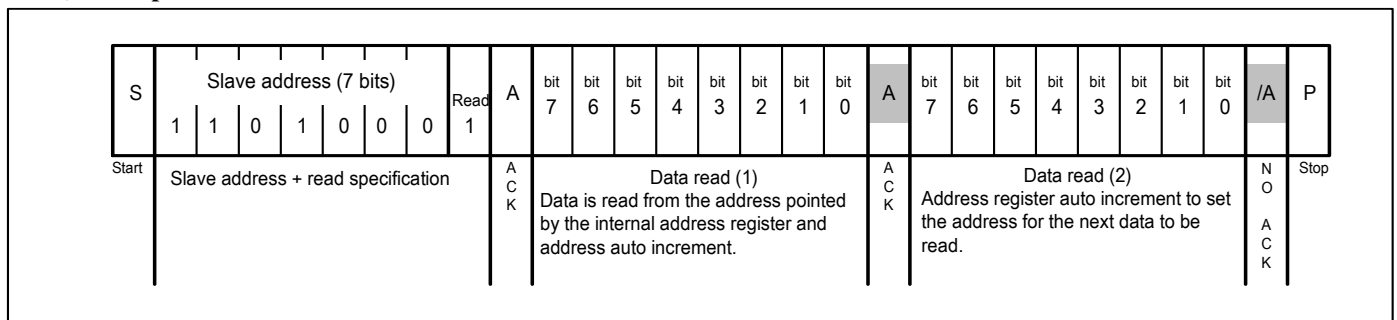 S
Slave address (7 bits)
1 1 0 1 0 0 0
Read
1
A
bit 7 bit 6 bit 5 bit 4 bit 3 bit 2 bit 1 bit 0
A
bit 7 bit 6 bit 5 bit 4 bit 3 bit 2 bit 1 bit 0
/A
P
Start
Slave address + read specification
A
C
K
Data read (1)
Data is read from the address pointed
by the internal address register and
address auto increment.
A
C
K
Data read (2)
Address register auto increment to set
the address for the next data to be
read.
N
O
A
C
K
Stop